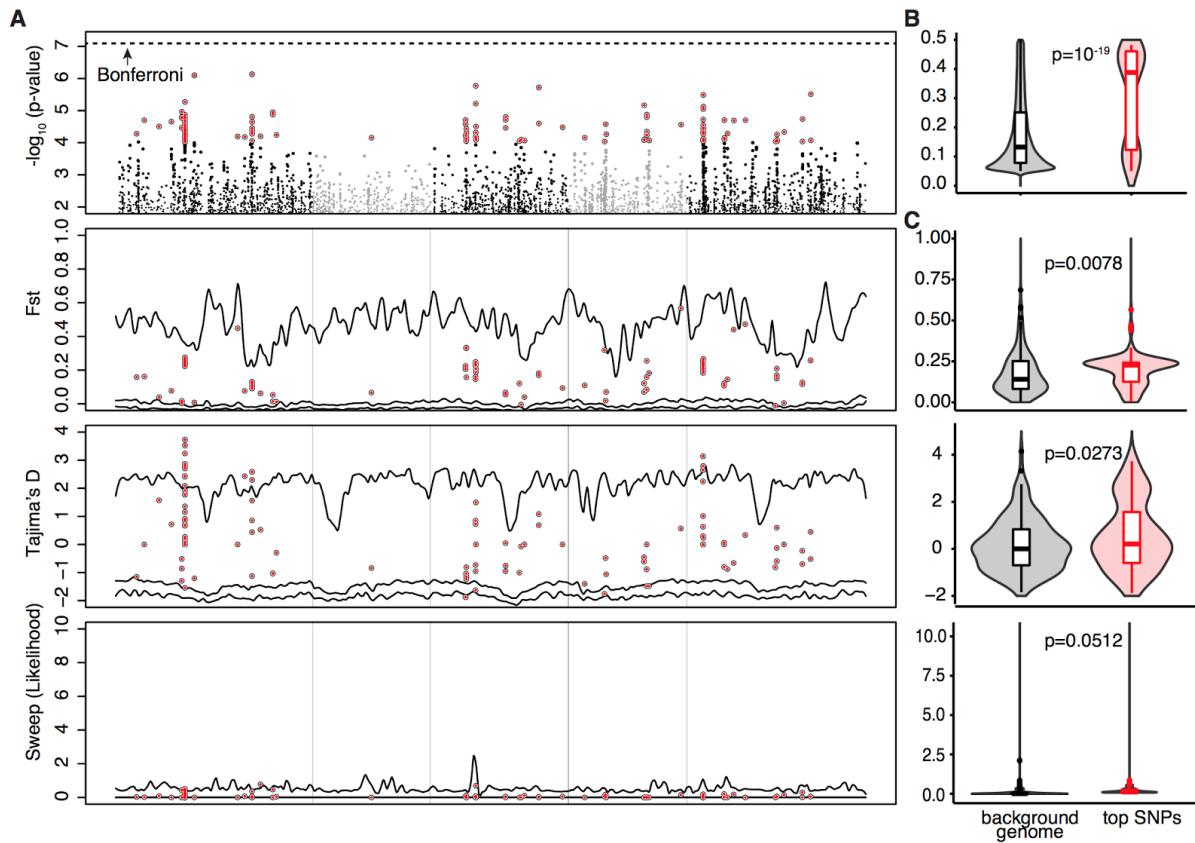 A
-log10 (p-value)
7
6
5
4
3
2
Bonferroni
Fst
1.0
0.8
0.6
0.4
0.2
0.0
Tajima's D
4
3
2
1
0
−1
−2
Sweep (Likelihood)
10
8
6
4
2
0
B
0.5
0.3
0.2
0.1
0.0
p=10-19
C
1.00
0.75
0.50
0.25
0.00
p=0.0078
4
2
0
−2
p=0.0273
10.0
7.5
5.0
2.5
0.0
p=0.0512
background
genome
top SNPs